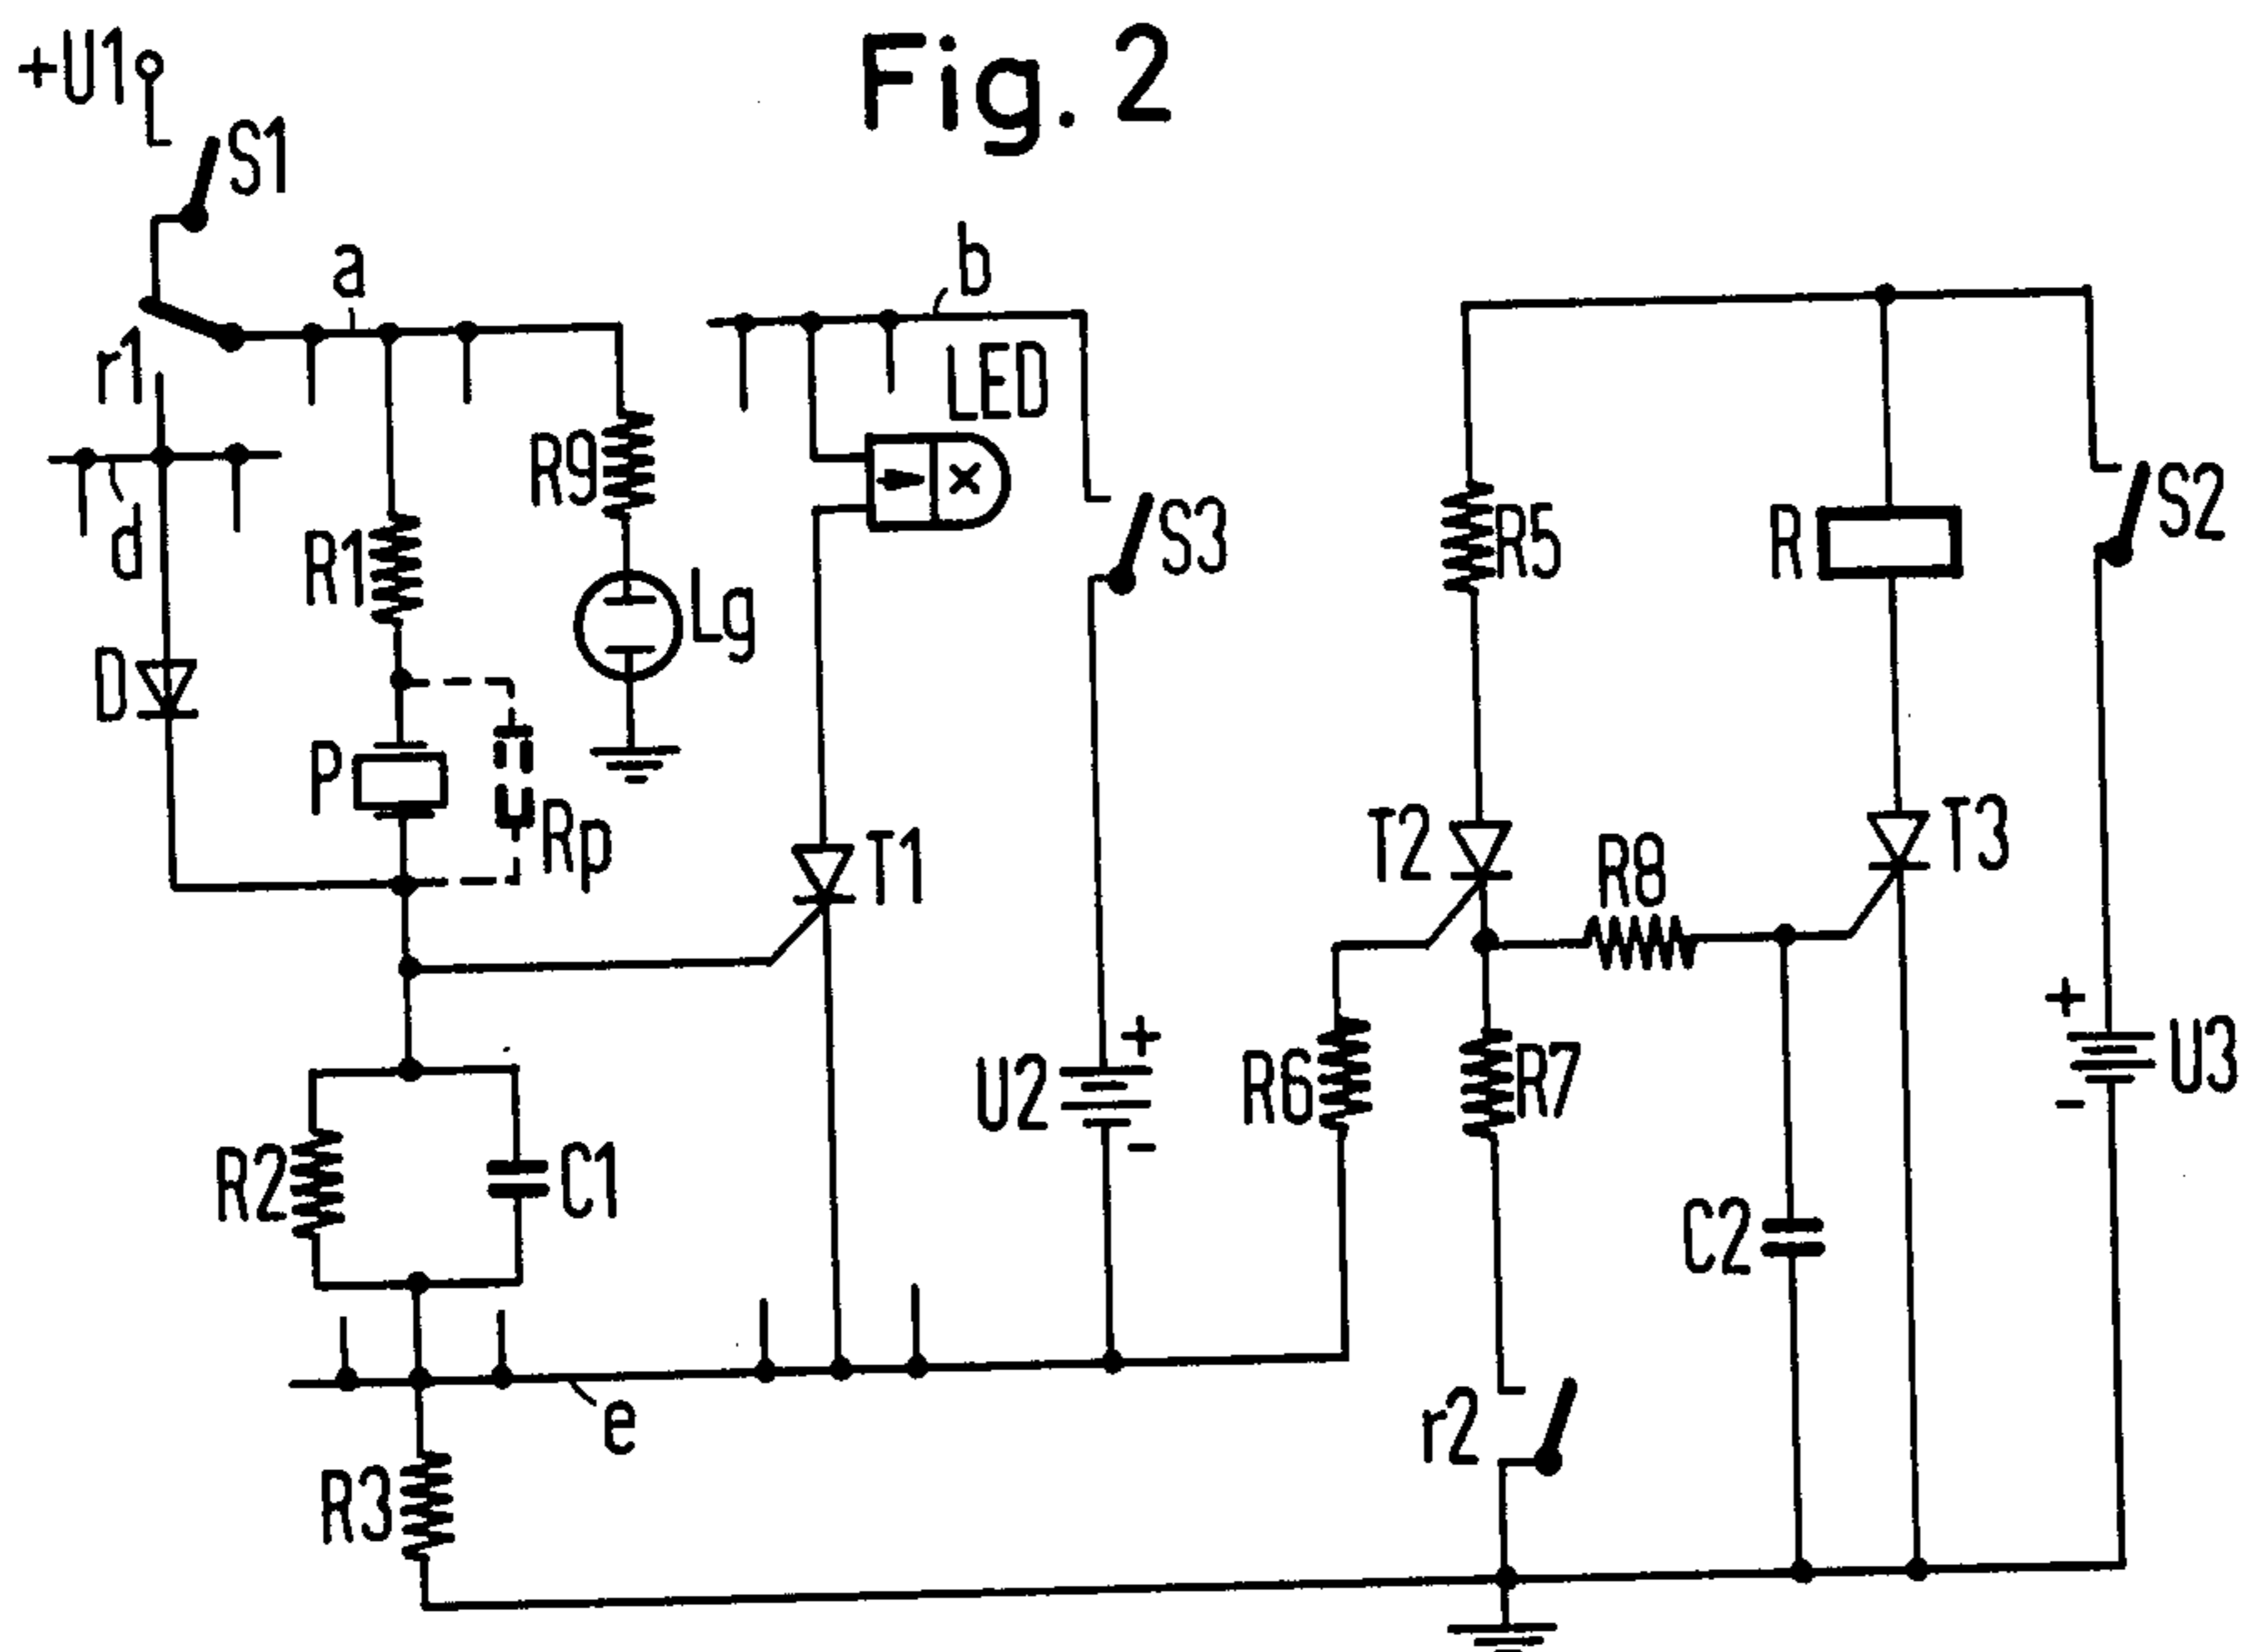 Fig. 2
+U1
S1
a
b
r1
LED
R9
d
R1
S3
R5
R
S2
Lg
D
P
Rp
T1
T2
R8
T3
+
U2
-
R6
R7
+
U3
-
R2
C1
C2
e
r2
R3